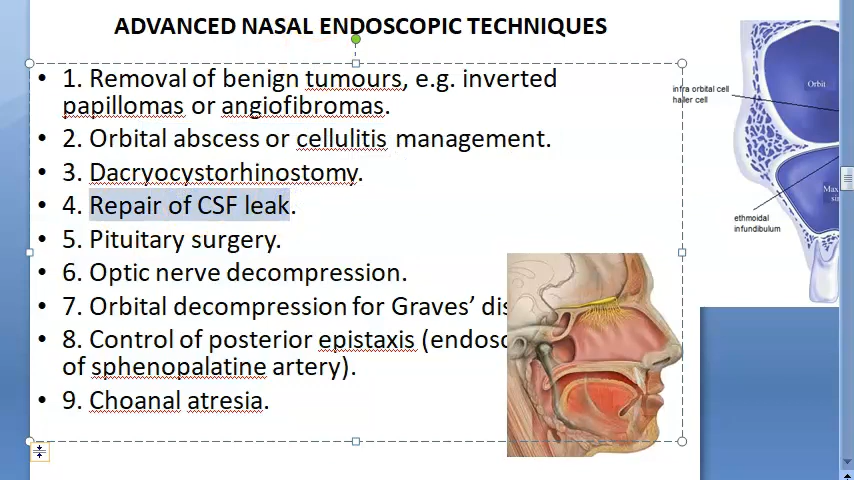 ADVANCED NASAL ENDOSCOPIC TECHNIQUES
• 1. Removal of benign tumours, e.g. inverted
papillomas or angiofibromas.
• 2. Orbital abscess or cellulitis management.
• 3. Dacryocystorhinostomy.
• 4. Repair of CSF leak.
• 5. Pituitary surgery.
• 6. Optic nerve decompression.
• 7. Orbital decompression for Graves’
• 8. Control of posterior epistaxis
of sphenopalatine artery).
• 9. Choanal atresia.
infra orbital cell
haller cell
Orbit
ethmoidal
infundibulum